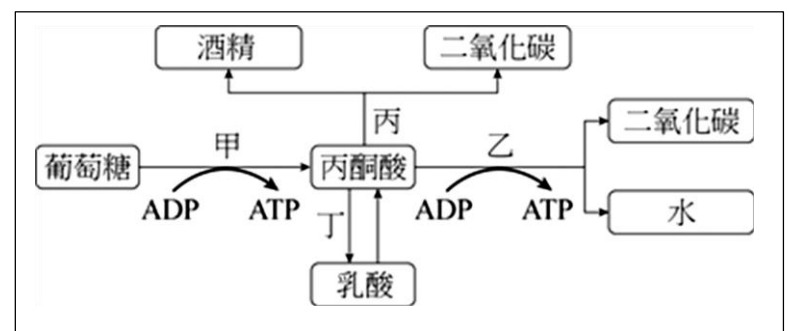 酒精
二氧化碳
丙
二氧化碳
甲
乙
葡萄糖
丙酮酸
ADP
ATP
ADP
ATP
丁
水
乳酸